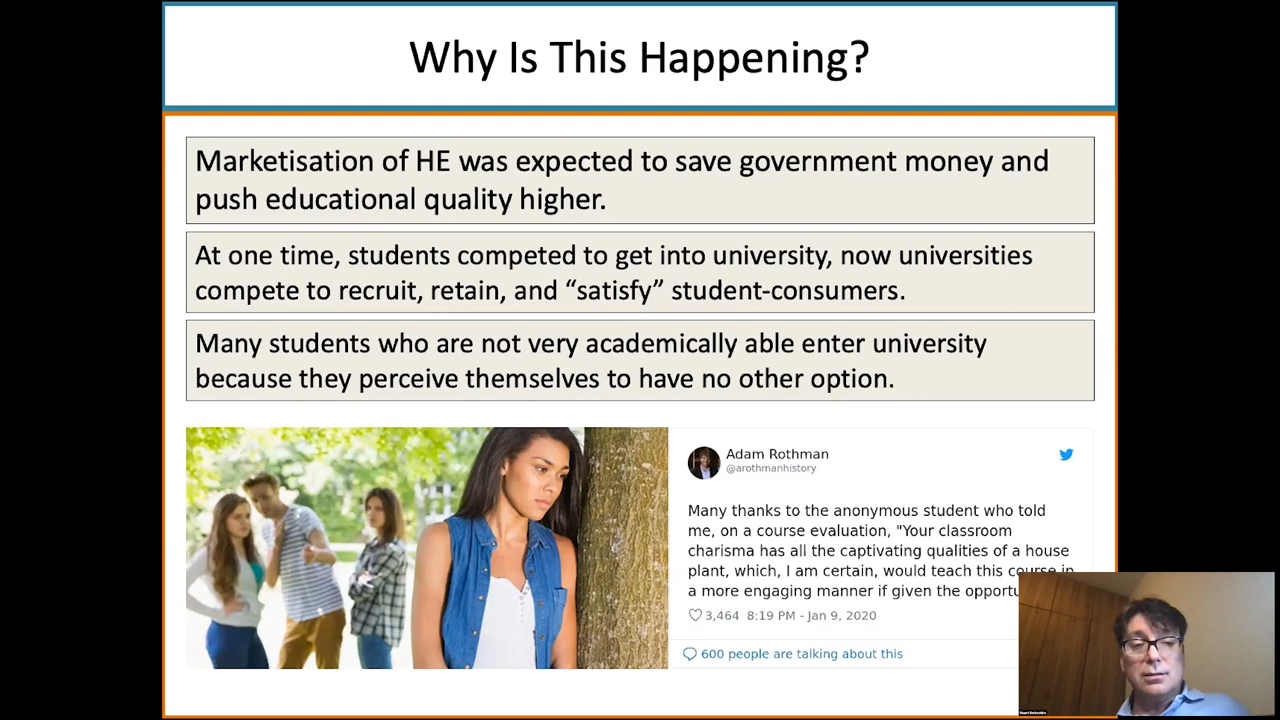 Why Is This Happening?
Marketisation of HE was expected to save government money and
push educational quality higher.
At one time, students competed to get into university, now universities
compete to recruit, retain, and “satisfy” student-consumers.
Many students who are not very academically able enter university
because they perceive themselves to have no other option.
Adam Rothman
@arothmanhistory
Many thanks to the anonymous student who told
me, on a course evaluation, "Your classroom
charisma has all the captivating qualities of a house
plant, which, I am certain, would teach this course in
a more engaging manner if given the opportu
3,464 8:19 PM - Jan 9, 2020
600 people are talking about this